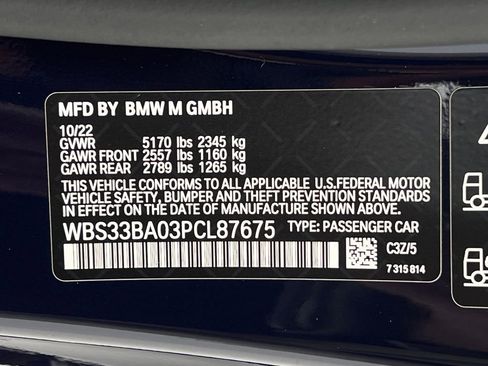 MFD BY BMW M GMBH
10/22
GVWR 5170 lbs 2345 kg
GAWR FRONT 2557 lbs 1160 kg
GAWR REAR 2789 lbs 1265 kg
THIS VEHICLE CONFORMS TO ALL APPLICABLE U.S.FEDERAL MOTOR
VEHICLE SAFETY, BUMPER AND THEFT PREVENTION STANDARDS IN
EFFECT ON THE DATE OF MANUFACTURE SHOWN ABOVE.
WBS33BA03PCL87675 TYPE: PASSENGER CAR
C3Z/5
7 315 814